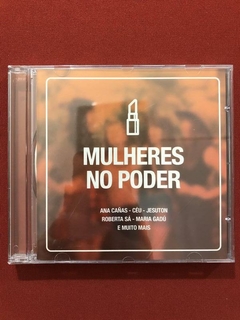 MULHERES
NO PODER
ANA CAÑAS - CÉU - JESUTON
ROBERTA SÁ - MARIA GADÚ
E MUITO MAIS